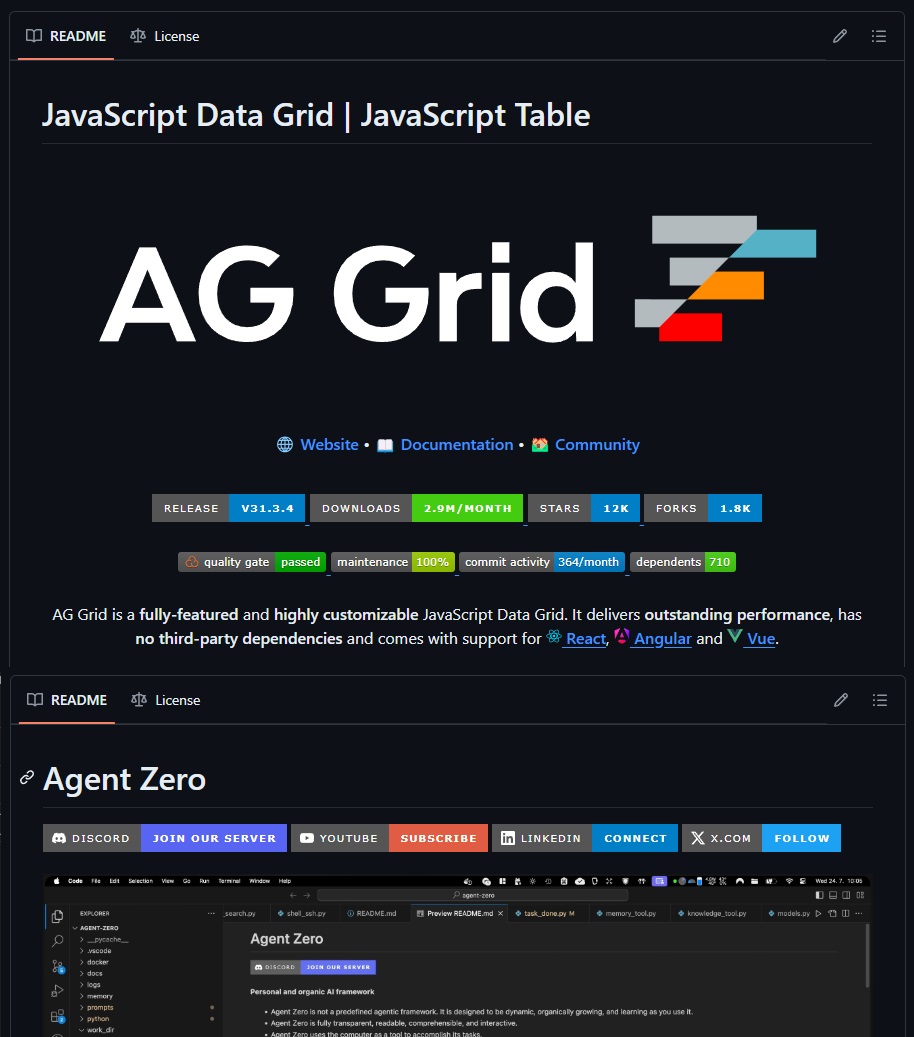 README License
JavaScript Data Grid | JavaScript Table
AG Grid
Website • Documentation • Community
RELEASE V31.3.4 DOWNLOADS 2.9M/MONTH STARS 12K FORKS 1.8K
quality gate passed maintenance 100% commit activity 364/month dependents 710
AG Grid is a fully-featured and highly customizable JavaScript Data Grid. It delivers outstanding performance, has
no third-party dependencies and comes with support for React, Angular and Vue.
README License
Agent Zero
DISCORD JOIN OUR SERVER YOUTUBE SUBSCRIBE LINKEDIN CONNECT X.COM FOLLOW
Code File Edit Selection View Go Run Terminal Window Help Wed 24. 7. 10:05
agent-zero
EXPLORER ··· _search.py shell_ssh.py README.md Preview README.md task_done.py M memory_tool.py knowledge_tool.py models.py
AGENT-ZERO
__pycache__
.vscode
docker
docs
logs
memory
prompts
python
work_dir
Agent Zero
DISCORD JOIN OUR SERVER
Personal and organic AI framework
• Agent Zero is not a predefined agentic framework. It is designed to be dynamic, organically growing, and learning as you use it.
• Agent Zero is fully transparent, readable, comprehensible, and interactive.
• Agent Zero uses the computer as a tool to accomplish its tasks.